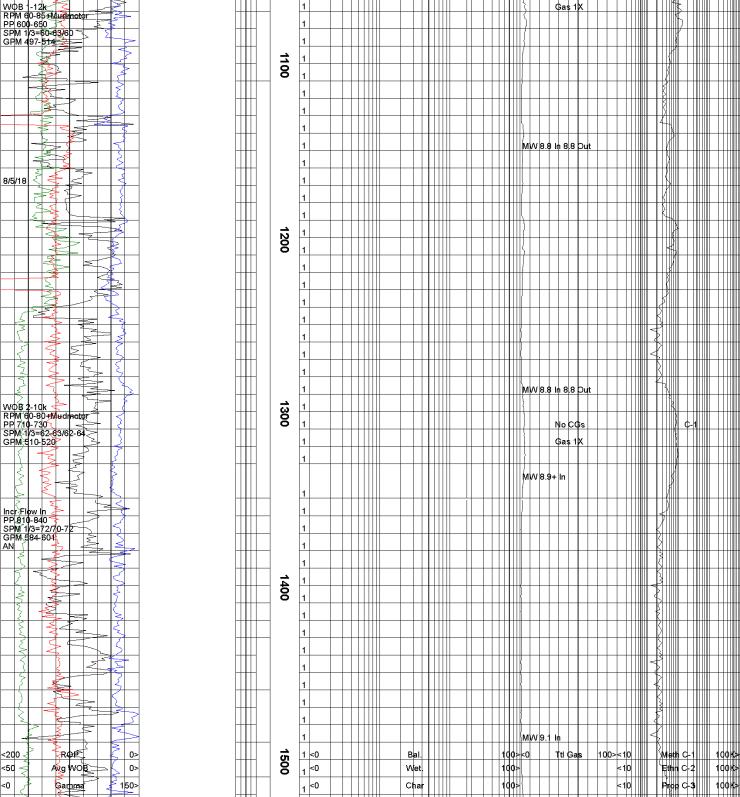 WOB 1-12k
RPM 60-85+Mudmotor
PP 600-650
SPM 1/3=60-63/60
GPM 497-514
Gas 1X
1100
MW 8.8 In 8.8 Out
8/5/18
1200
MW 8.8 In 8.8 Out
WOB 2-10k
RPM 60-80+Mudmotor
PP 710-730
SPM 1/3=62-63/62-64
GPM 510-520
1300
No CGs
C-1
Gas 1X
MW 8.9+ In
Incr Flow In
PP 810-840
SPM 1/3=72/70-72
GPM 584-601
AN
1400
MW 9.1 In
1500
<200 ROP 0> 1 <0 Bal. 100> <0 Ttl Gas 100> <10 Meth C-1 100K>
<50 Avg WOB 0> 1 <0 Wet. 100> <10 Ethn C-2 100K>
<0 Gamma 150> 1 <0 Char 100> <10 Prop C-3 100K>